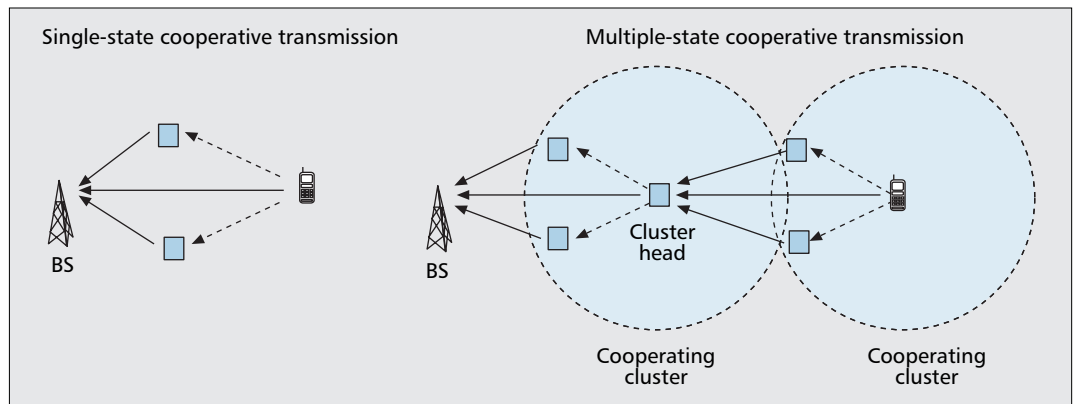 Single-state cooperative transmission
Multiple-state cooperative transmission
BS
BS
Cluster
head
Cooperating
cluster
Cooperating
cluster